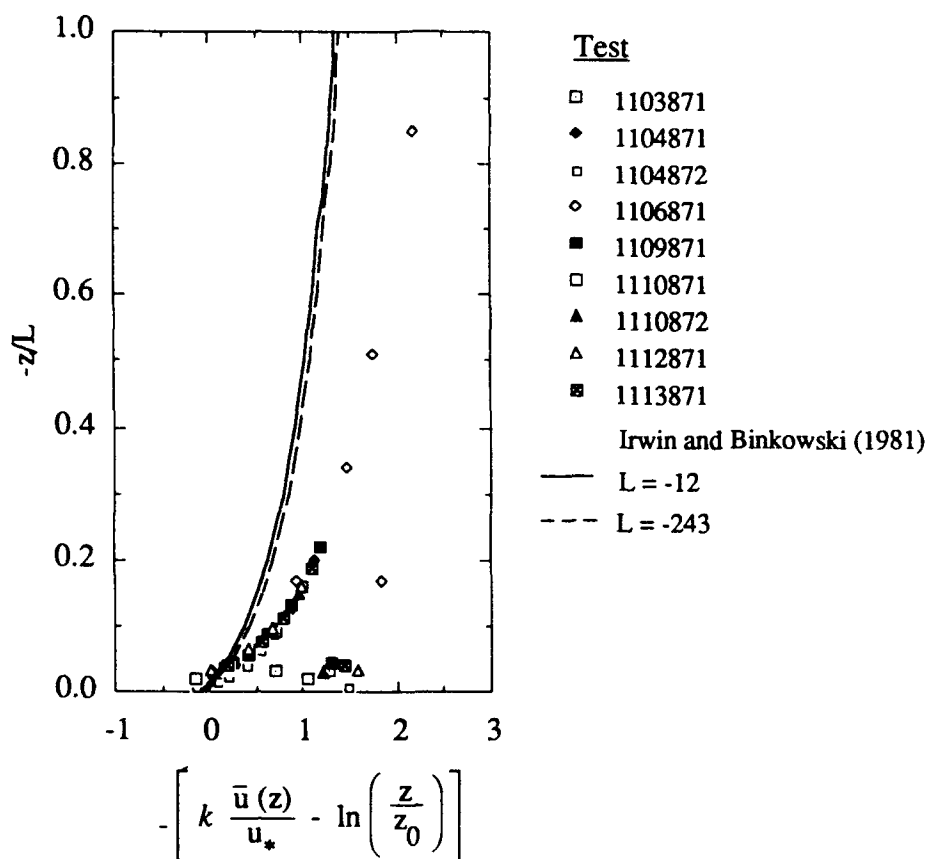 1.0
0.8
0.6
0.4
0.2
0.0
-z/L
-1 0 1 2 3
-[ k ū(z)/u* - ln(z/z0) ]
Test
1103871
1104871
1104872
1106871
1109871
1110871
1110872
1112871
1113871
Irwin and Binkowski (1981)
L = -12
L = -243